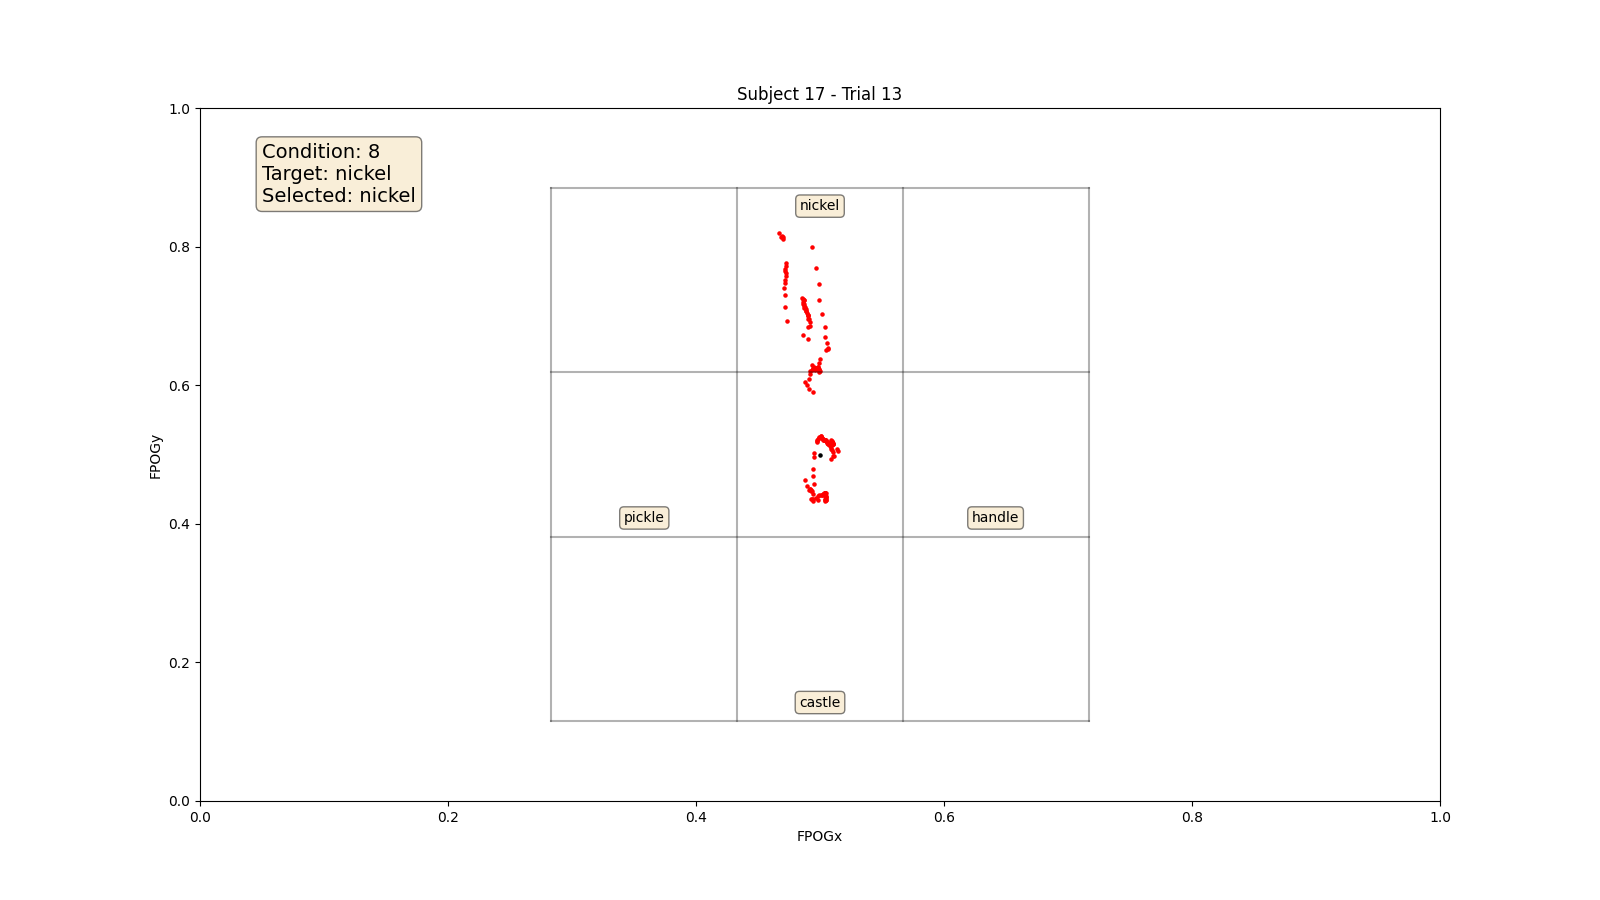 Subject 17 - Trial 13
1.0
Condition: 8
Target: nickel
Selected: nickel
nickel
0.8
0.6
FPOGy
pickle
handle
0.4
castle
0.2
0.0
0.0
0.2
0.4
0.6
0.8
1.0
FPOGx